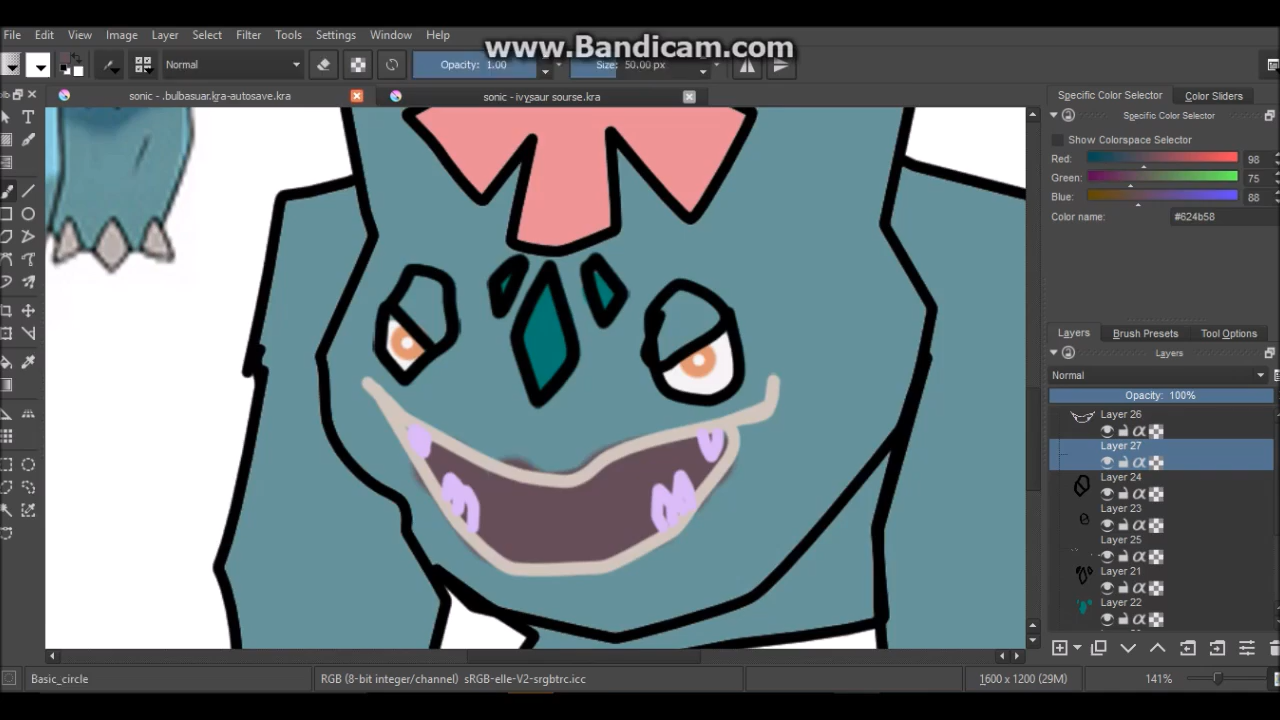 www.Bandicam.com
File Edit View Image Layer Select Filter Tools Settings Window Help
Normal Opacity: 1.00 Size: 50.00 px
sonic - .bulbasuar.kra-autosave.kra sonic - ivysaur sourse.kra
Specific Color Selector Color Sliders
Specific Color Selector
Show Colorspace Selector
Red: 98
Green: 75
Blue: 88
Color name: #624b58
Layers Brush Presets Tool Options
Layers
Normal
Opacity: 100%
Layer 26
Layer 27
Layer 24
Layer 23
Layer 25
Layer 21
Layer 22
Basic_circle RGB (8-bit integer/channel) sRGB-elle-V2-srgbtrc.icc 1600 x 1200 (29M) 141%